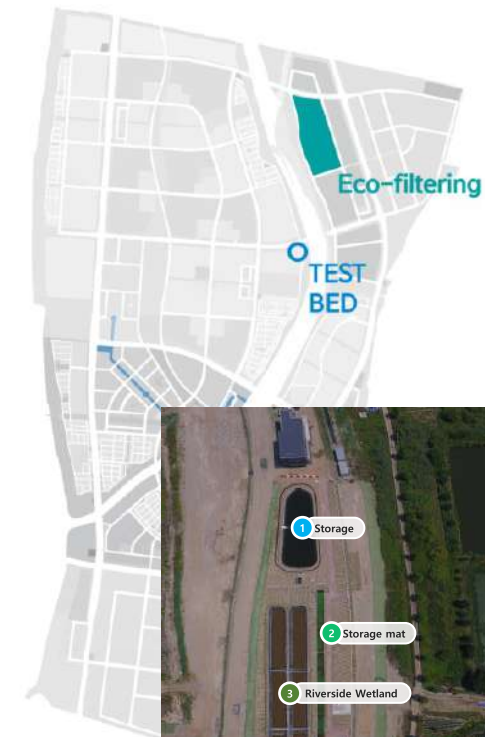 Eco-filtering
TEST
BED
1 Storage
2 Storage mat
3 Riverside Wetland